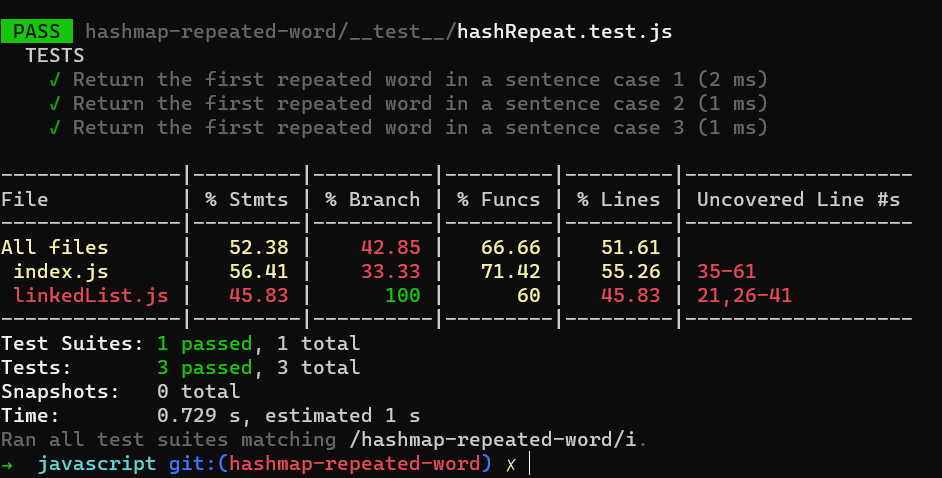 PASS hashmap-repeated-word/__test__/hashRepeat.test.js
  TESTS
    √ Return the first repeated word in a sentence case 1 (2 ms)
    √ Return the first repeated word in a sentence case 2 (1 ms)
    √ Return the first repeated word in a sentence case 3 (1 ms)

---------------|---------|----------|---------|---------|-------------------
File           | % Stmts | % Branch | % Funcs | % Lines | Uncovered Line #s
---------------|---------|----------|---------|---------|-------------------
All files      |   52.38 |    42.85 |   66.66 |   51.61 |
 index.js      |   56.41 |    33.33 |   71.42 |   55.26 | 35-61
 linkedList.js |   45.83 |      100 |      60 |   45.83 | 21,26-41
---------------|---------|----------|---------|---------|-------------------
Test Suites: 1 passed, 1 total
Tests:       3 passed, 3 total
Snapshots:   0 total
Time:        0.729 s, estimated 1 s
Ran all test suites matching /hashmap-repeated-word/i.
→  javascript git:(hashmap-repeated-word) ✗